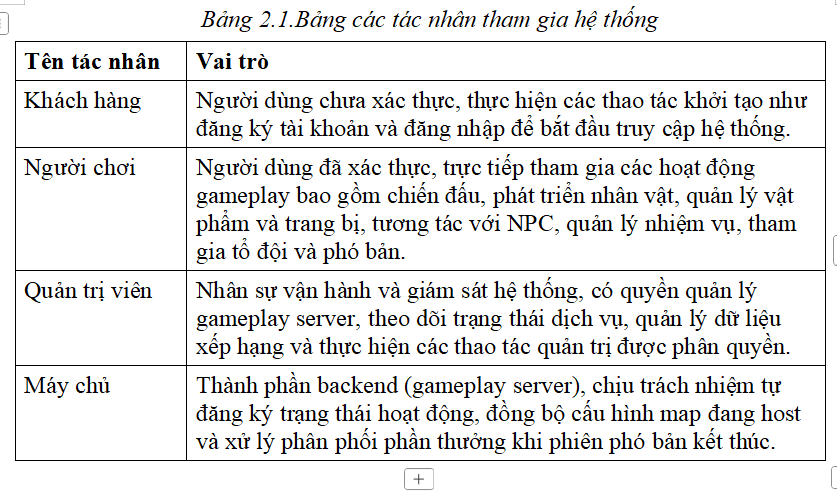 Bảng 2.1.Bảng các tác nhân tham gia hệ thống
Tên tác nhân Vai trò
Khách hàng Người dùng chưa xác thực, thực hiện các thao tác khởi tạo như
đăng ký tài khoản và đăng nhập để bắt đầu truy cập hệ thống.
Người chơi Người dùng đã xác thực, trực tiếp tham gia các hoạt động
gameplay bao gồm chiến đấu, phát triển nhân vật, quản lý vật
phẩm và trang bị, tương tác với NPC, quản lý nhiệm vụ, tham
gia tổ đội và phó bản.
Quản trị viên Nhân sự vận hành và giám sát hệ thống, có quyền quản lý
gameplay server, theo dõi trạng thái dịch vụ, quản lý dữ liệu
xếp hạng và thực hiện các thao tác quản trị được phân quyền.
Máy chủ Thành phần backend (gameplay server), chịu trách nhiệm tự
đăng ký trạng thái hoạt động, đồng bộ cấu hình map đang host
và xử lý phân phối phần thưởng khi phiên phó bản kết thúc.